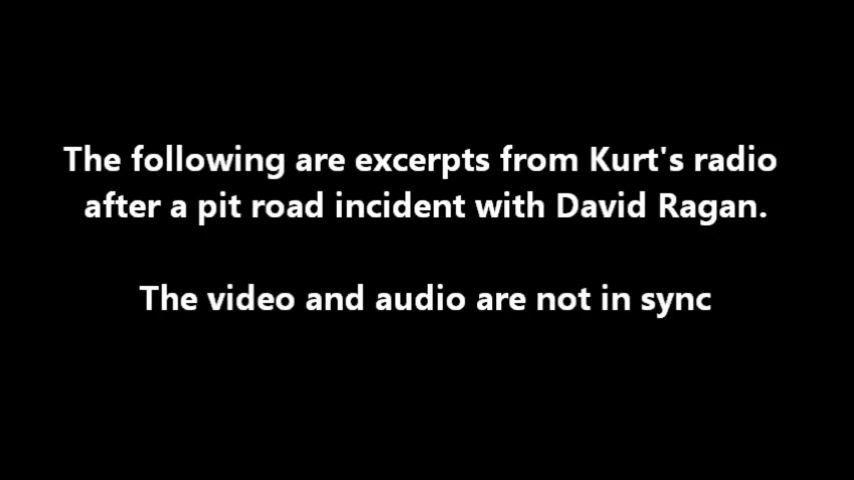 The following are excerpts from Kurt's radio
after a pit road incident with David Ragan.
The video and audio are not in sync